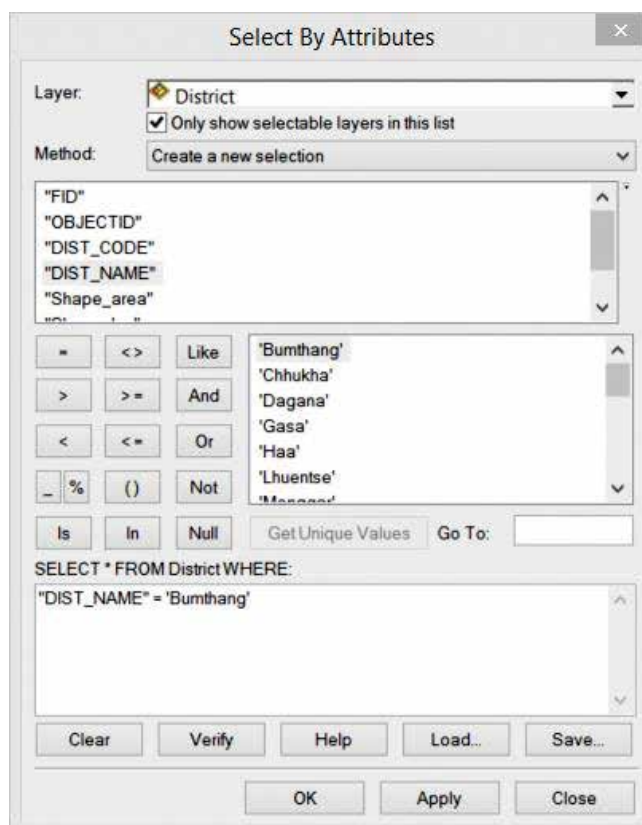 Select By Attributes
Layer: District
Only show selectable layers in this list
Method: Create a new selection
"FID"
"OBJECTID"
"DIST_CODE"
"DIST_NAME"
"Shape_area"
= <> Like
> >= And
< <= Or
_ % () Not
Is In Null
'Bumthang'
'Chhukha'
'Dagana'
'Gasa'
'Haa'
'Lhuentse'
Get Unique Values Go To:
SELECT * FROM District WHERE:
"DIST_NAME" = 'Bumthang'
Clear Verify Help Load... Save...
OK Apply Close